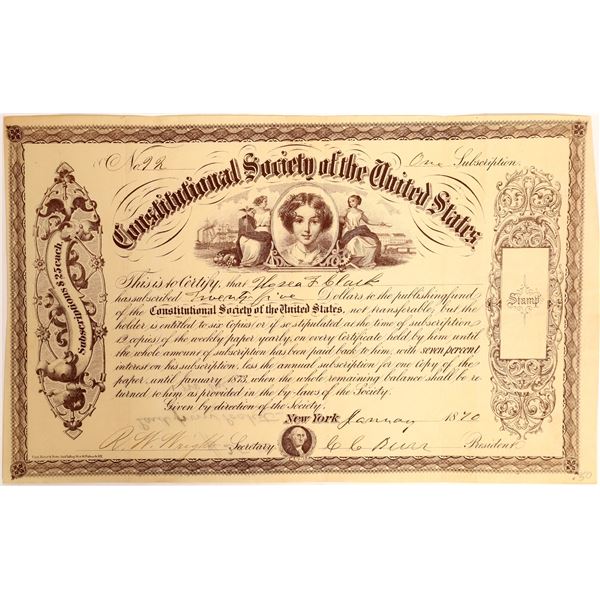 No 92
One Subscription.
Constitutional Society of the United States
Subscriptions $25 each
Stamp
This is to Certify, that Hosea F Clark
has subscribed Twenty five Dollars to the publishing fund
of the Constitutional Society of the United States, not transferable, but the
holder is entitled to six Copies or if so stipulated at the time of subscription
12 copies of the weekly paper yearly, on every Certificate held by him until
the whole amount of subscription has been paid back to him, with seven percent
interest on his subscription, less the annual subscription for one Copy of the
paper, until January 1873, when the whole remaining balance shall be re-
turned to him as provided in the by-laws of the Society.
Given by direction of the Society.
New York January 1870
R. W. Wright Secretary C C Burr President.